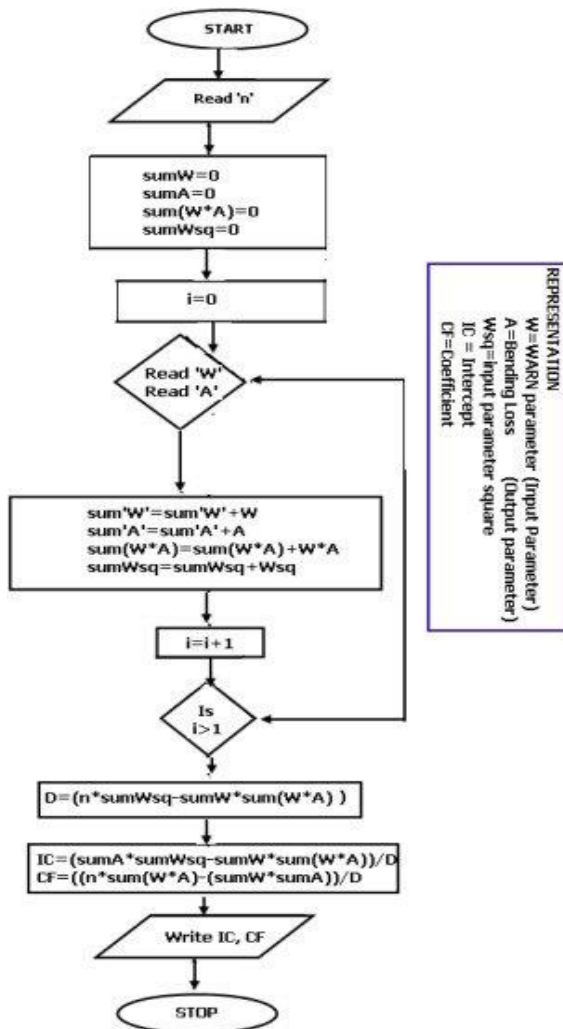 START
Read 'n'
sumW=0
sumA=0
sum(W*A)=0
sumWsq=0
i=0
Read 'W'
Read 'A'
sum'W'=sum'W'+W
sum'A'=sum'A'+A
sum(W*A)=sum(W*A)+W*A
sumWsq=sumWsq+Wsq
i=i+1
Is
i>1
D=(n*sumWsq-sumW*sum(W*A) )
IC=(sumA*sumWsq-sumW*sum(W*A))/D
CF=((n*sum(W*A)-(sumW*sumA))/D
Write IC, CF
STOP
REPRESENTATION
W=WARN parameter (Input Parameter)
A=Bending Loss (Output parameter)
Wsq=input parameter square
IC = Intercept
CF=Coefficient